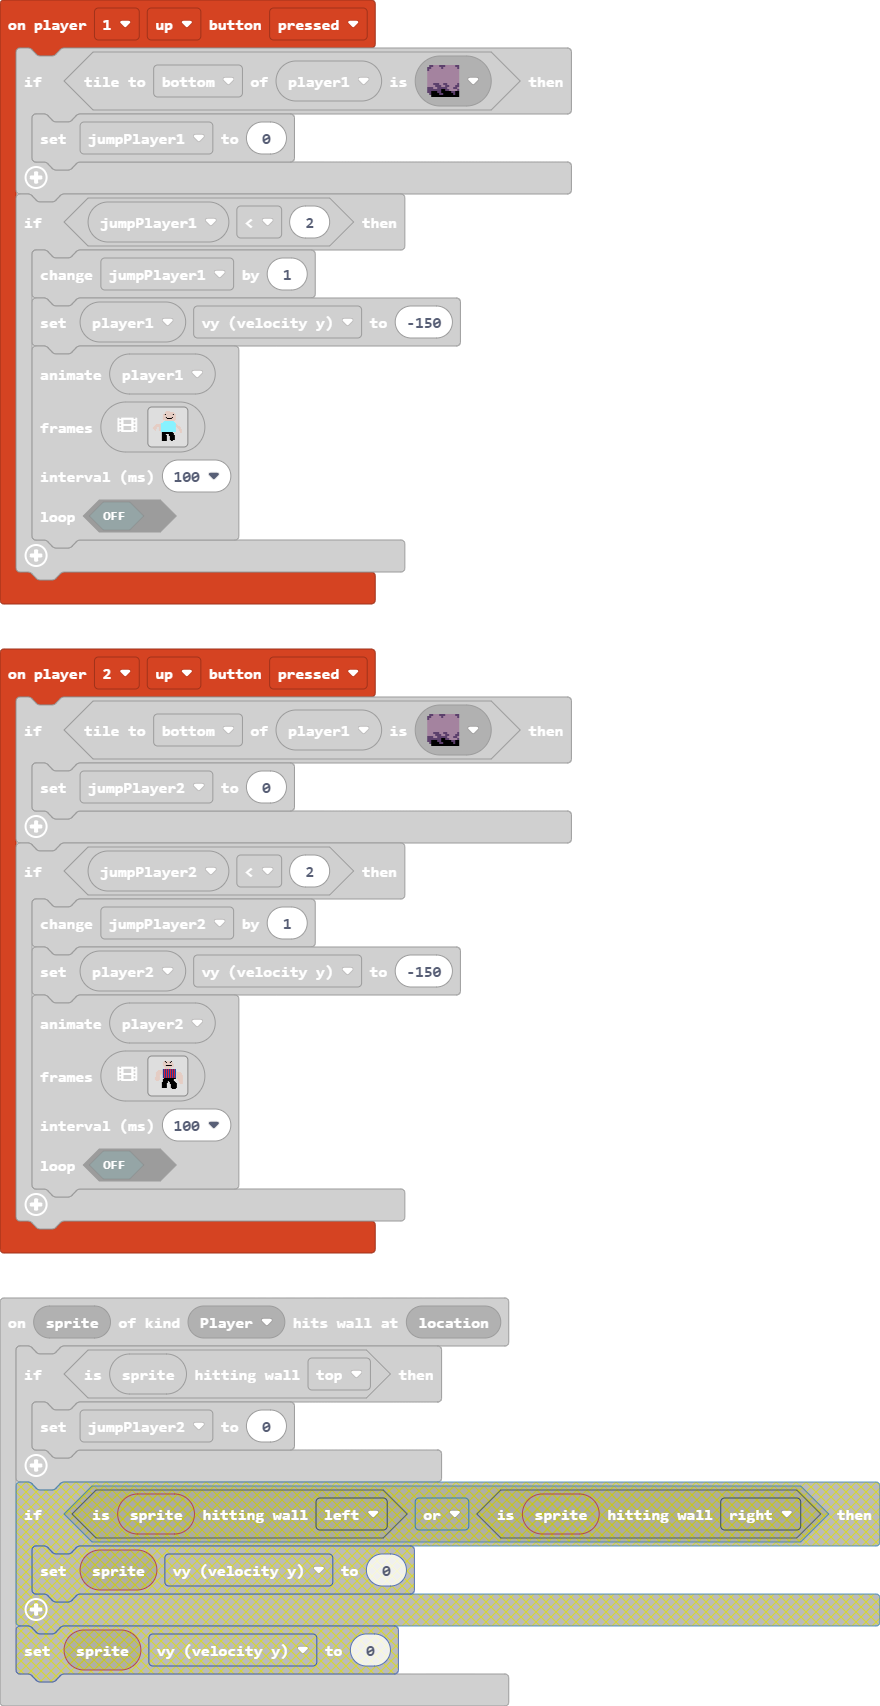 on player 1 up button pressed
if tile to bottom of player1 is then
set jumpPlayer1 to 0
if jumpPlayer1 < 2 then
change jumpPlayer1 by 1
set player1 vy (velocity y) to -150
animate player1
frames
interval (ms) 100
loop OFF
on player 2 up button pressed
if tile to bottom of player1 is then
set jumpPlayer2 to 0
if jumpPlayer2 < 2 then
change jumpPlayer2 by 1
set player2 vy (velocity y) to -150
animate player2
frames
interval (ms) 100
loop OFF
on sprite of kind Player hits wall at location
if is sprite hitting wall top then
set jumpPlayer2 to 0
if is sprite hitting wall left or is sprite hitting wall right then
set sprite vy (velocity y) to 0
set sprite vy (velocity y) to 0